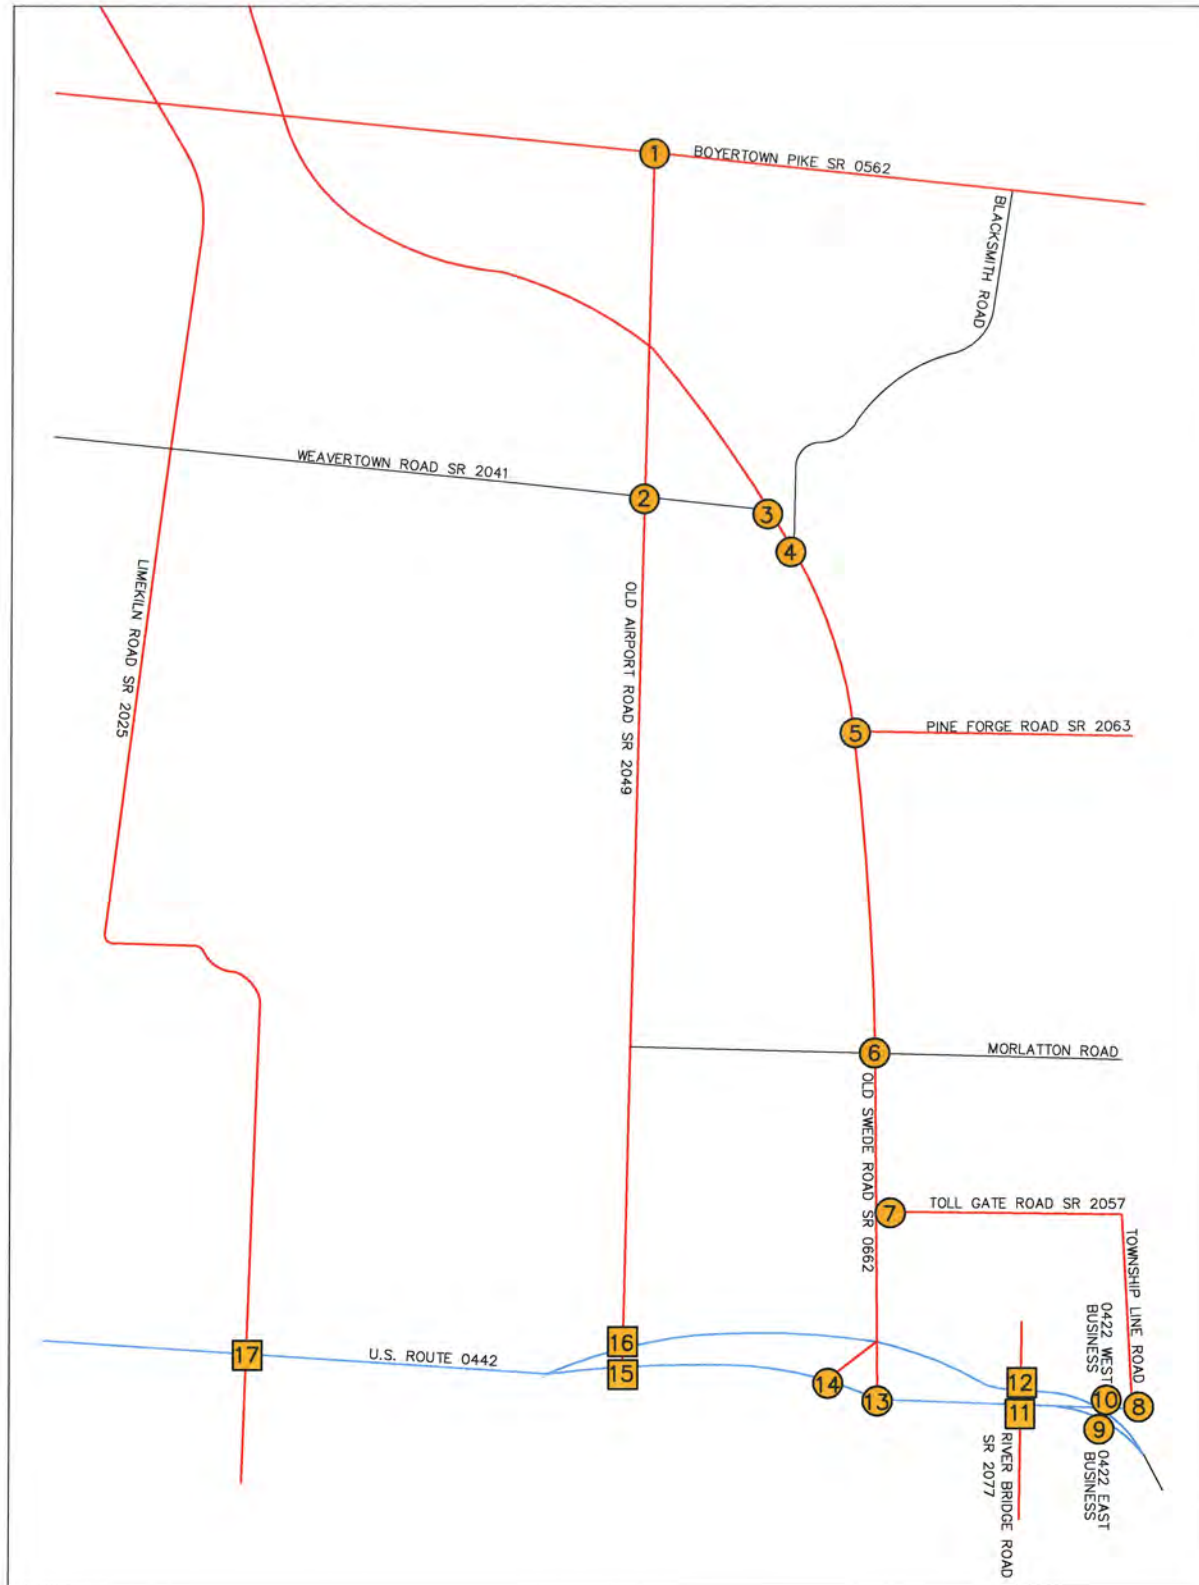 1
BOYERTOWN PIKE SR 0562
BLACKSMITH ROAD
WEAVERTOWN ROAD SR 2041
2
3
4
LIMEKILN ROAD SR 2025
OLD AIRPORT ROAD SR 2049
5
PINE FORGE ROAD SR 2063
6
MORLATTON ROAD
OLD SWEDE ROAD SR 0662
7
TOLL GATE ROAD SR 2057
TOWNSHIP LINE ROAD
0422 WEST
BUSINESS
17
U.S. ROUTE 0442
16
15
14
13
12
11
10
8
9
RIVER BRIDGE ROAD
SR 2077
0422 EAST
BUSINESS